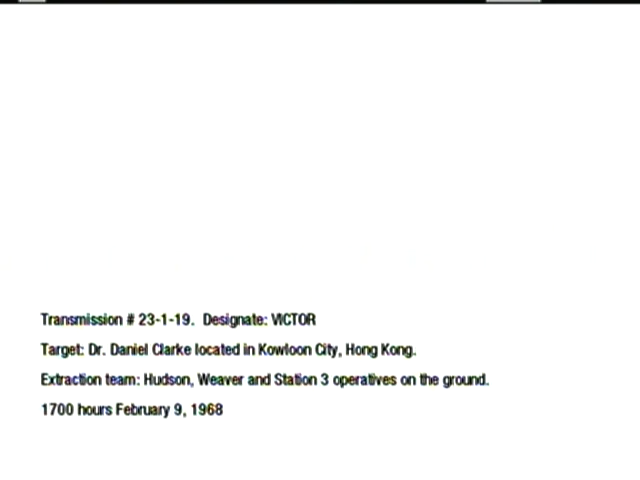 Transmission # 23-1-19. Designate: VICTOR
Target: Dr. Daniel Clarke located in Kowloon City, Hong Kong.
Extraction team: Hudson, Weaver and Station 3 operatives on the ground.
1700 hours February 9, 1968